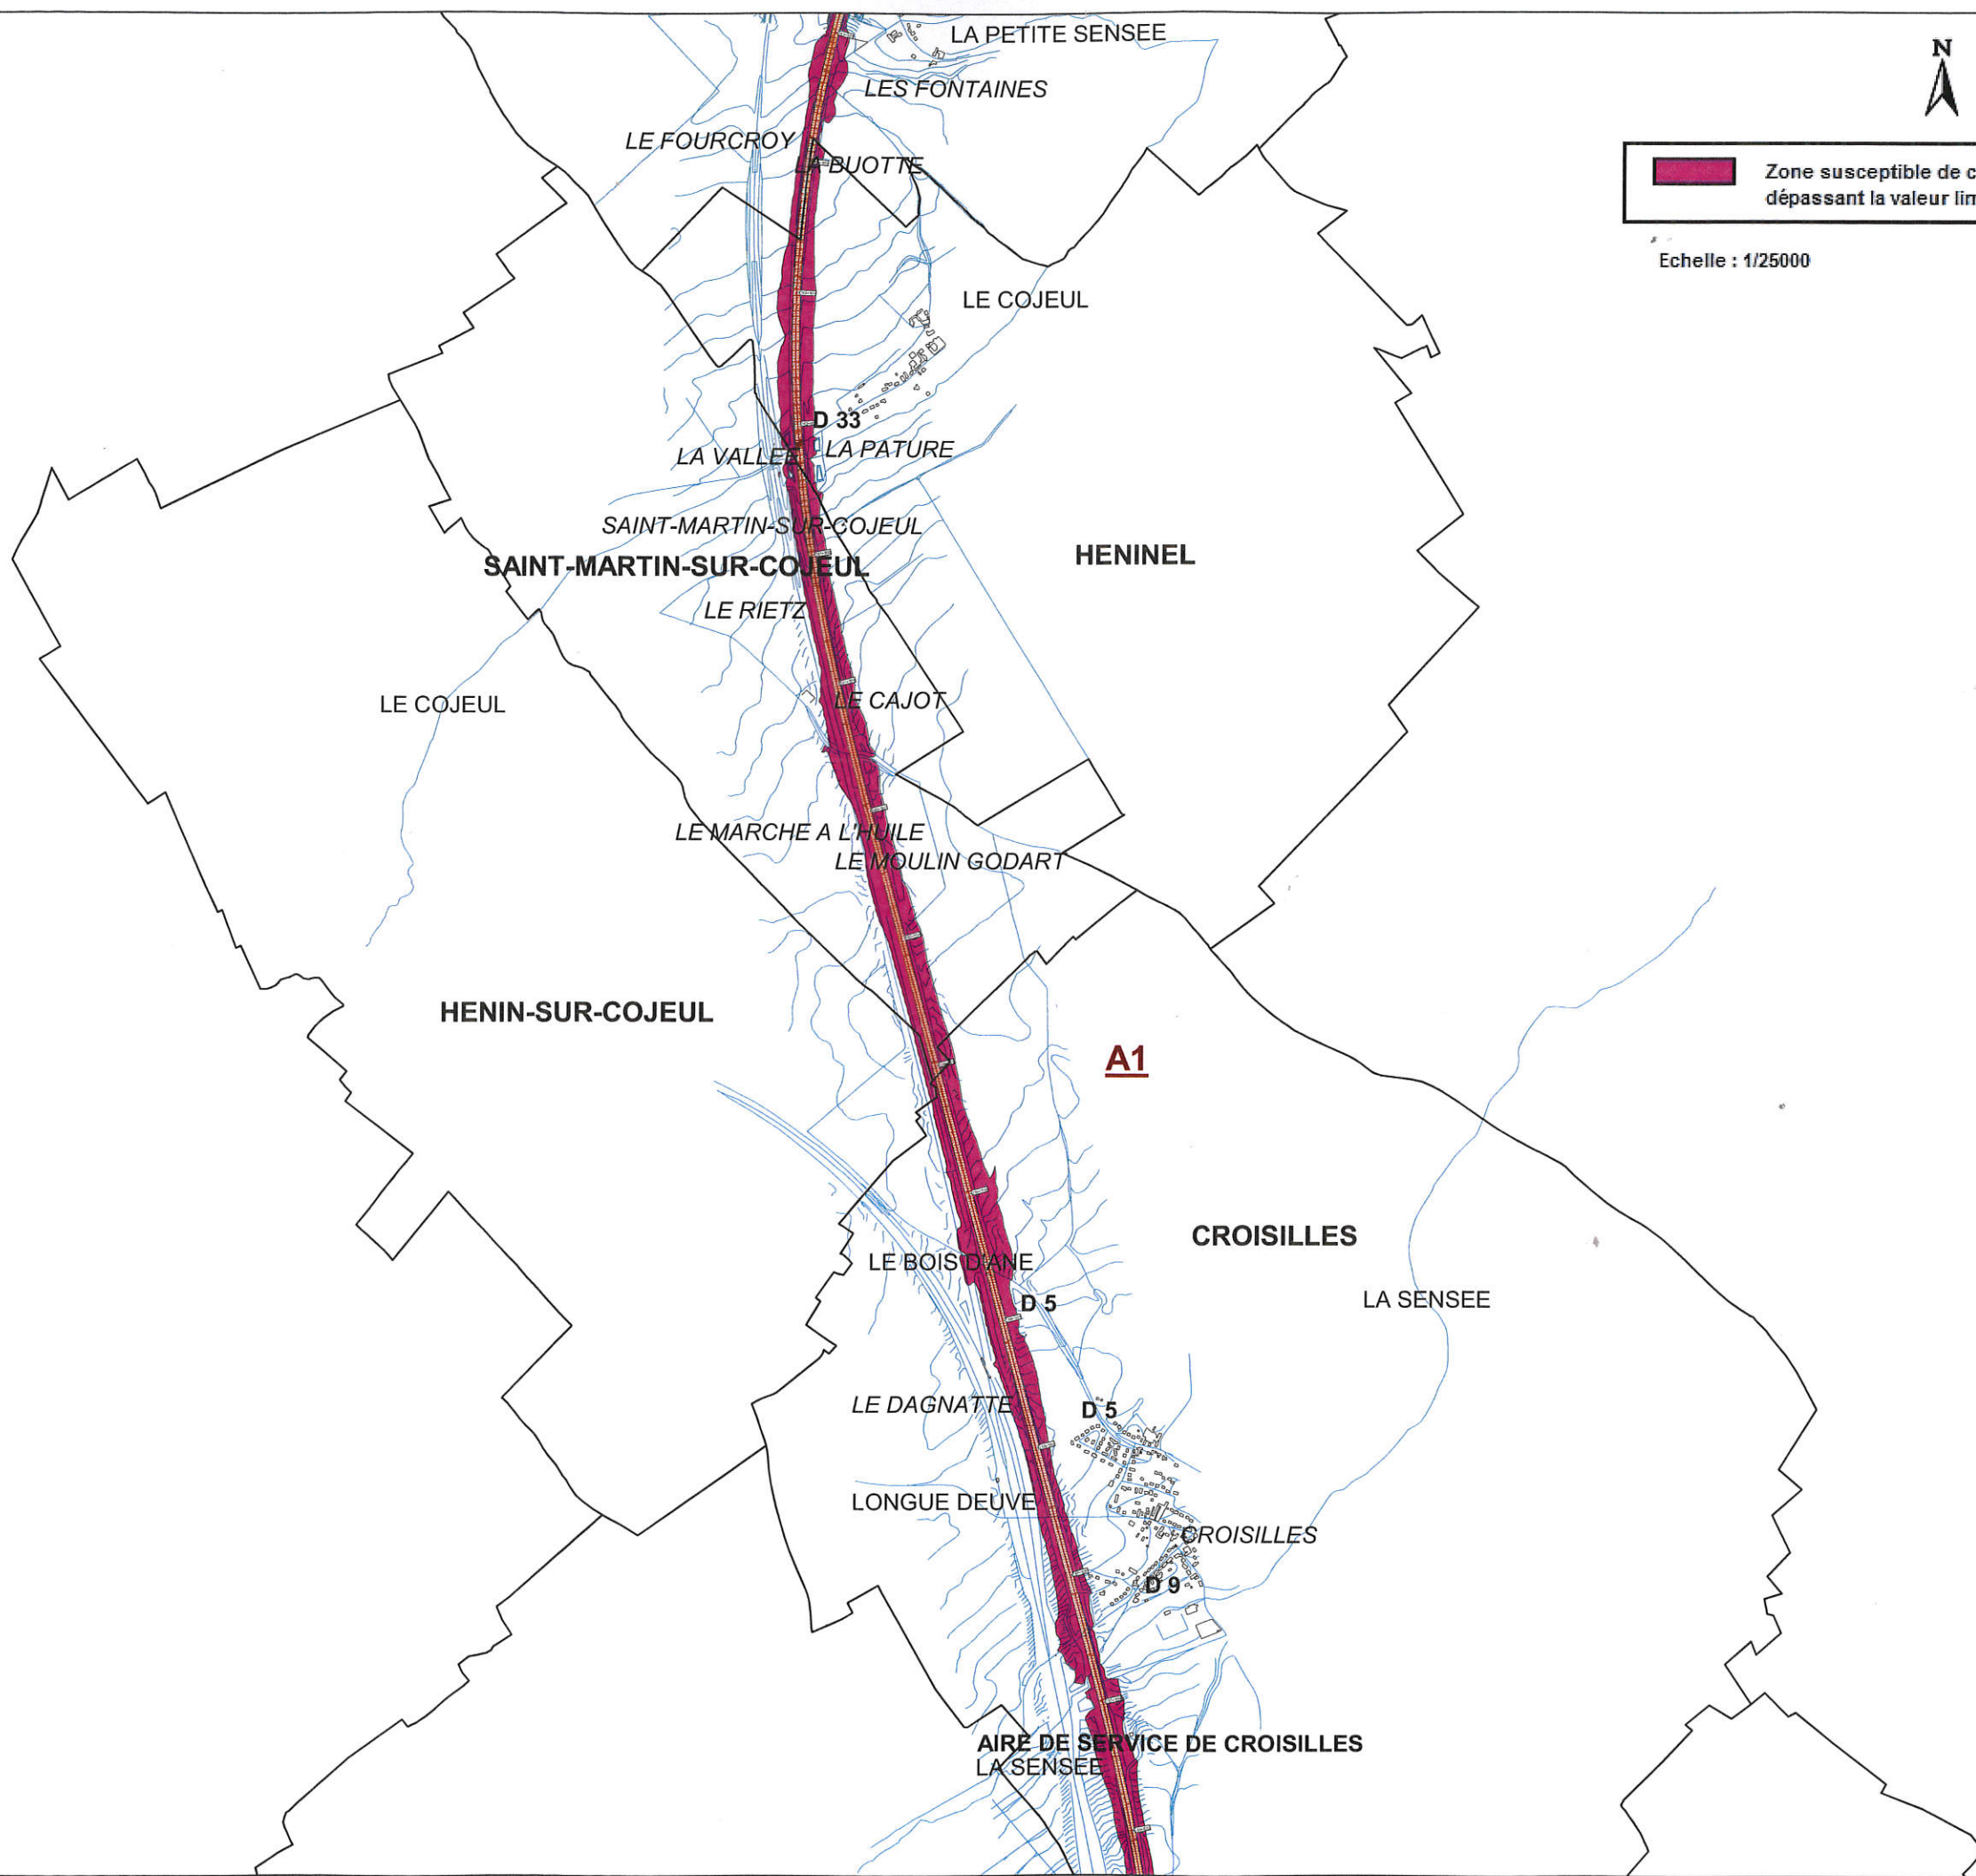 LA PETITE SENSEE
N
LES FONTAINES
LE FOURCROY
LA BUOTTE
Zone susceptible de
dépassant la valeur
Echelle : 1/25000
LE COJEUL
D 33
LA PATURE
LA VALLEE
SAINT-MARTIN-SUR-COJEUL
HENINEL
SAINT-MARTIN-SUR-COJEUL
LE RIETZ
LE CAJOT
LE COJEUL
LE MARCHE A L'HUILE
LE MOULIN GODART
HENIN-SUR-COJEUL
A1
CROISILLES
LE BOIS D'ANE
D 5
LA SENSEE
LE DAGNATTE
D 5
LONGUE DEUVE
CROISILLES
D 9
AIRE DE SERVICE DE CROISILLES
LA SENSEE